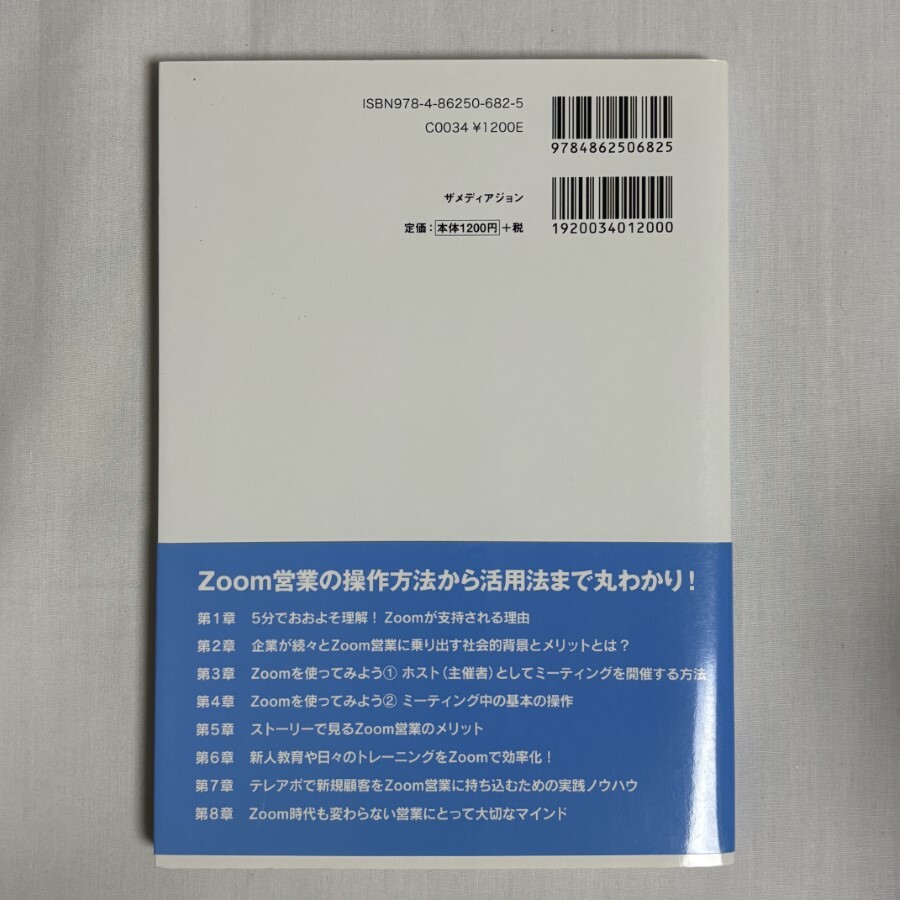 ISBN978-4-86250-682-5
C0034 ¥1200E
9784862506825
ザメディアジョン
定価：本体1200円＋税
1920034012000
Zoom営業の操作方法から活用法まで丸わかり！
第1章 5分でおおよそ理解！ Zoomが支持される理由
第2章 企業が続々とZoom営業に乗り出す社会的背景とメリットとは？
第3章 Zoomを使ってみよう① ホスト（主催者）としてミーティングを開催する方法
第4章 Zoomを使ってみよう② ミーティング中の基本の操作
第5章 ストーリーで見るZoom営業のメリット
第6章 新人教育や日々のトレーニングをZoomで効率化！
第7章 テレアポで新規顧客をZoom営業に持ち込むための実践ノウハウ
第8章 Zoom時代も変わらない営業にとって大切なマインド